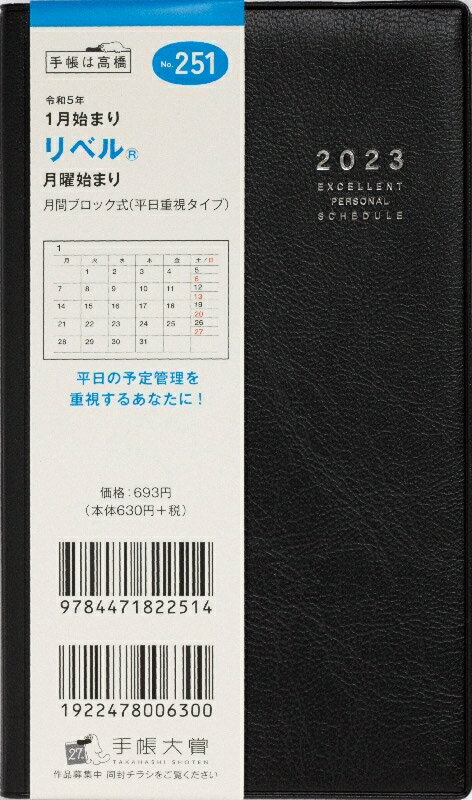 手帳は高橋
No.251
令和5年
1月始まり
リベル®
月曜始まり
月間ブロック式(平日重視タイプ)
1
月 火 水 木 金 土/日
1 2 3 4 5
6
7 8 9 10 11 12
13
14 15 16 17 18 19
20
21 22 23 24 25 26
27
28 29 30 31
平日の予定管理を
重視するあなたに!
価格:693円
(本体630円+税)
9784471822514
1922478006300
27th
手帳大賞
TAKAHASHI SHOTEN
作品募集中 同封チラシをご覧ください
2023
EXCELLENT
PERSONAL
SCHEDULE